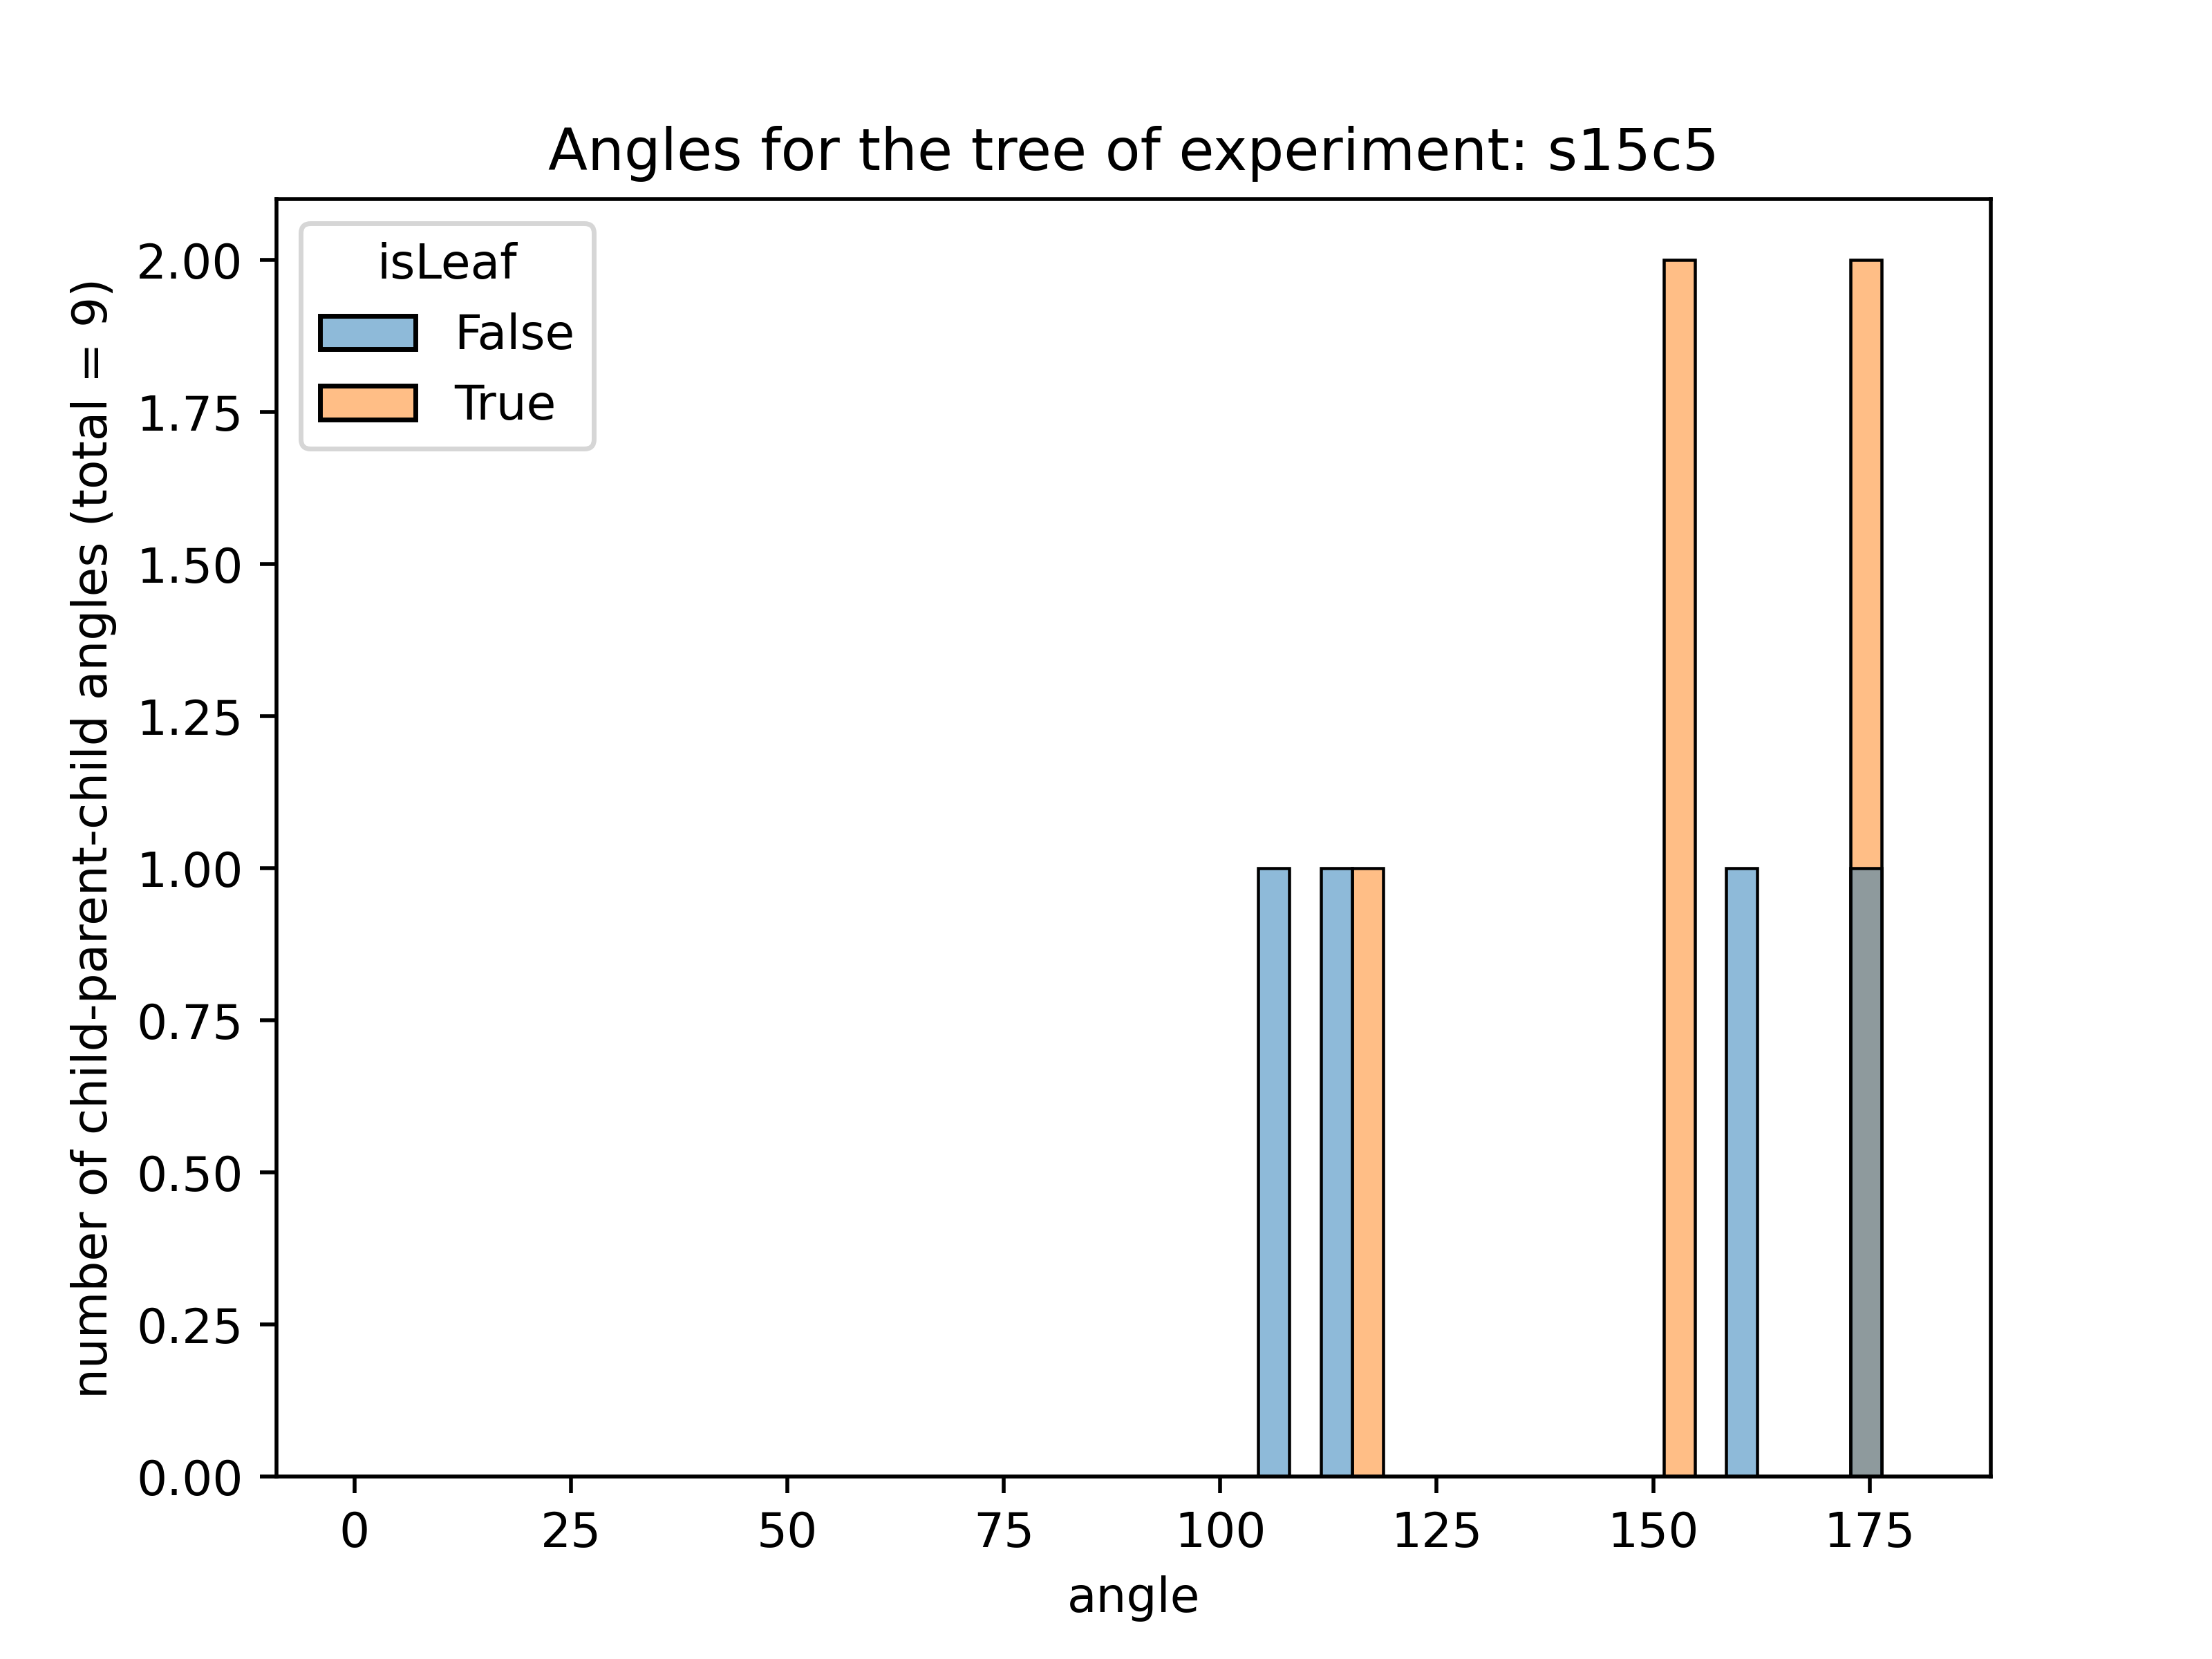 Angles for the tree of experiment: s15c5
isLeaf
False
True
number of child-parent-child angles (total = 9)
2.00
1.75
1.50
1.25
1.00
0.75
0.50
0.25
0.00
0 25 50 75 100 125 150 175
angle